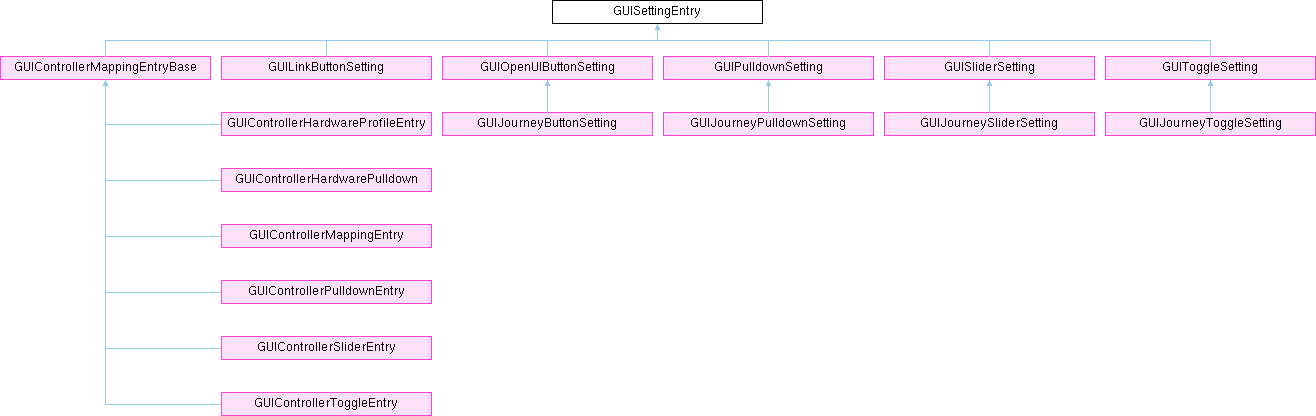 GUISettingEntry
GUIControllerMappingEntryBase
GUILinkButtonSetting
GUIOpenUIButtonSetting
GUIPulldownSetting
GUISliderSetting
GUIToggleSetting
GUIControllerHardwareProfileEntry
GUIJourneyButtonSetting
GUIJourneyPulldownSetting
GUIJourneySliderSetting
GUIJourneyToggleSetting
GUIControllerHardwarePulldown
GUIControllerMappingEntry
GUIControllerPulldownEntry
GUIControllerSliderEntry
GUIControllerToggleEntry